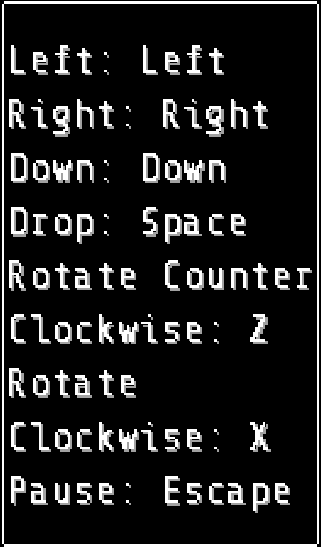 Left: Left
Right: Right
Down: Down
Drop: Space
Rotate Counter
Clockwise: Z
Rotate
Clockwise: X
Pause: Escape